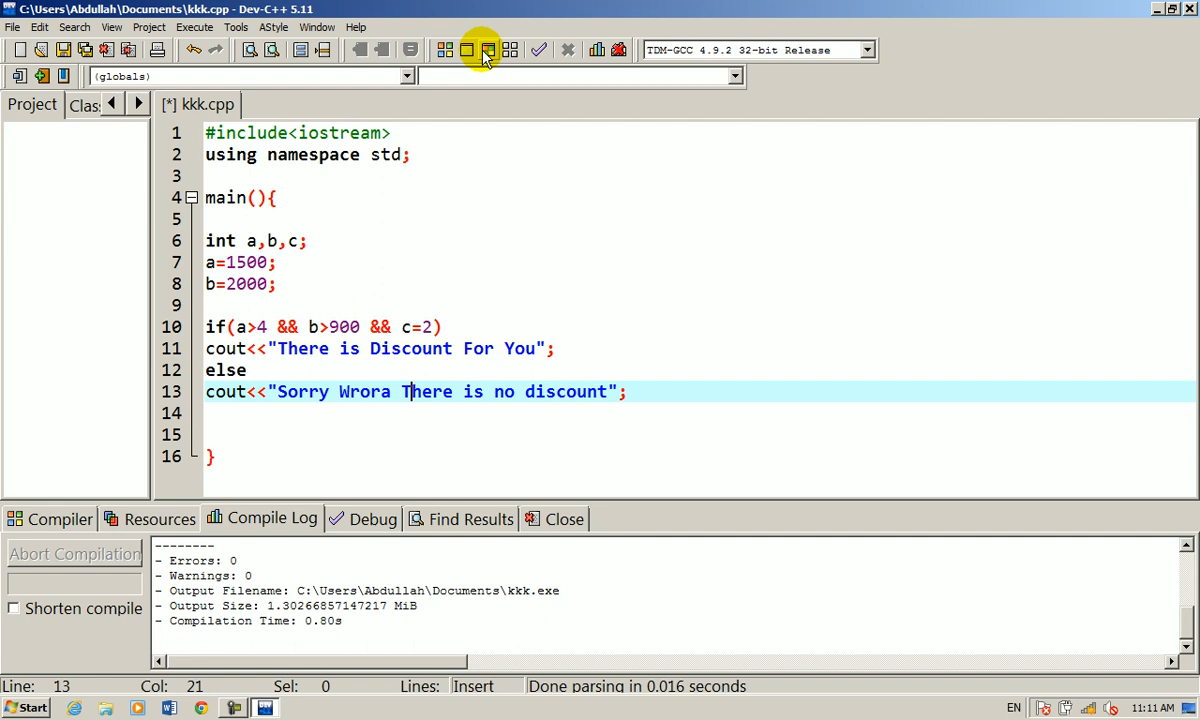 C:\Users\Abdullah\Documents\kkk.cpp - Dev-C++ 5.11
File Edit Search View Project Execute Tools AStyle Window Help
TDM-GCC 4.9.2 32-bit Release
(globals)
Project Clas [*] kkk.cpp
1 #include<iostream>
2 using namespace std;
3
4 main(){
5
6 int a,b,c;
7 a=1500;
8 b=2000;
9
10 if(a>4 && b>900 && c=2)
11 cout<<"There is Discount For You";
12 else
13 cout<<"Sorry Wrora There is no discount";
14
15
16 }
Compiler Resources Compile Log Debug Find Results Close
Abort Compilation
Shorten compile
--------
- Errors: 0
- Warnings: 0
- Output Filename: C:\Users\Abdullah\Documents\kkk.exe
- Output Size: 1.30266857147217 MiB
- Compilation Time: 0.80s
Line: 13 Col: 21 Sel: 0 Lines: Insert Done parsing in 0.016 seconds
Start EN 11:11 AM